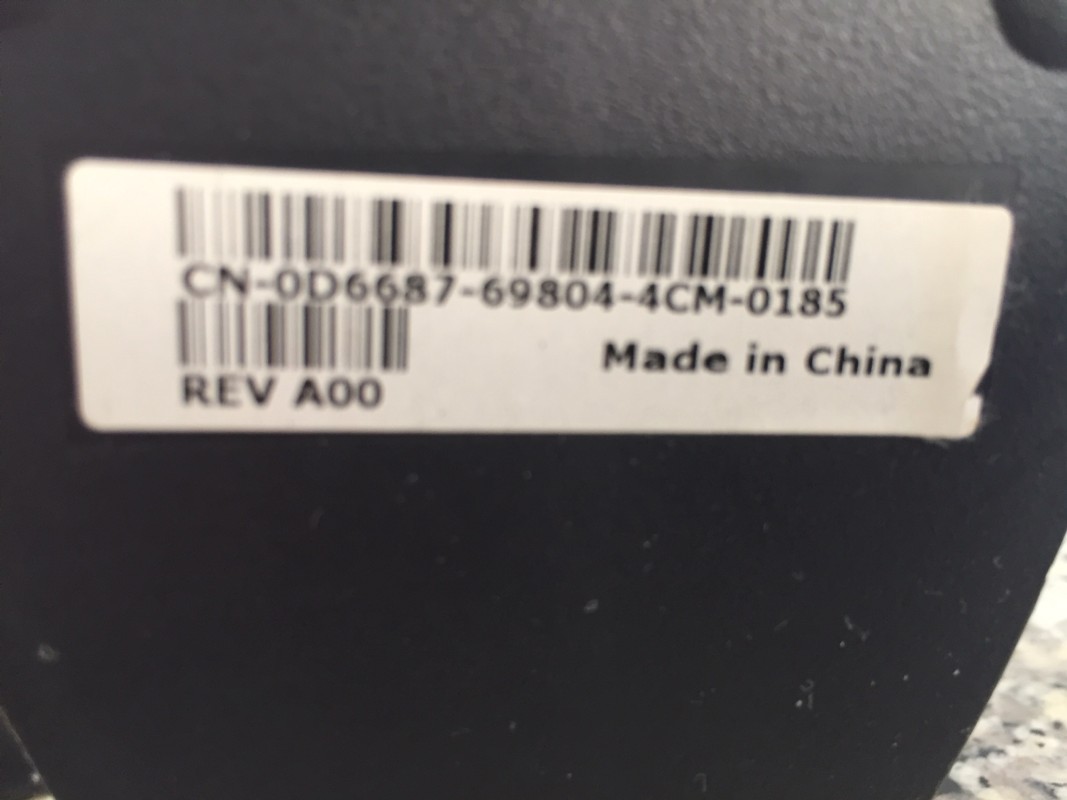 CN-0D6687-69804-4CM-0185
Made in China
REV A00